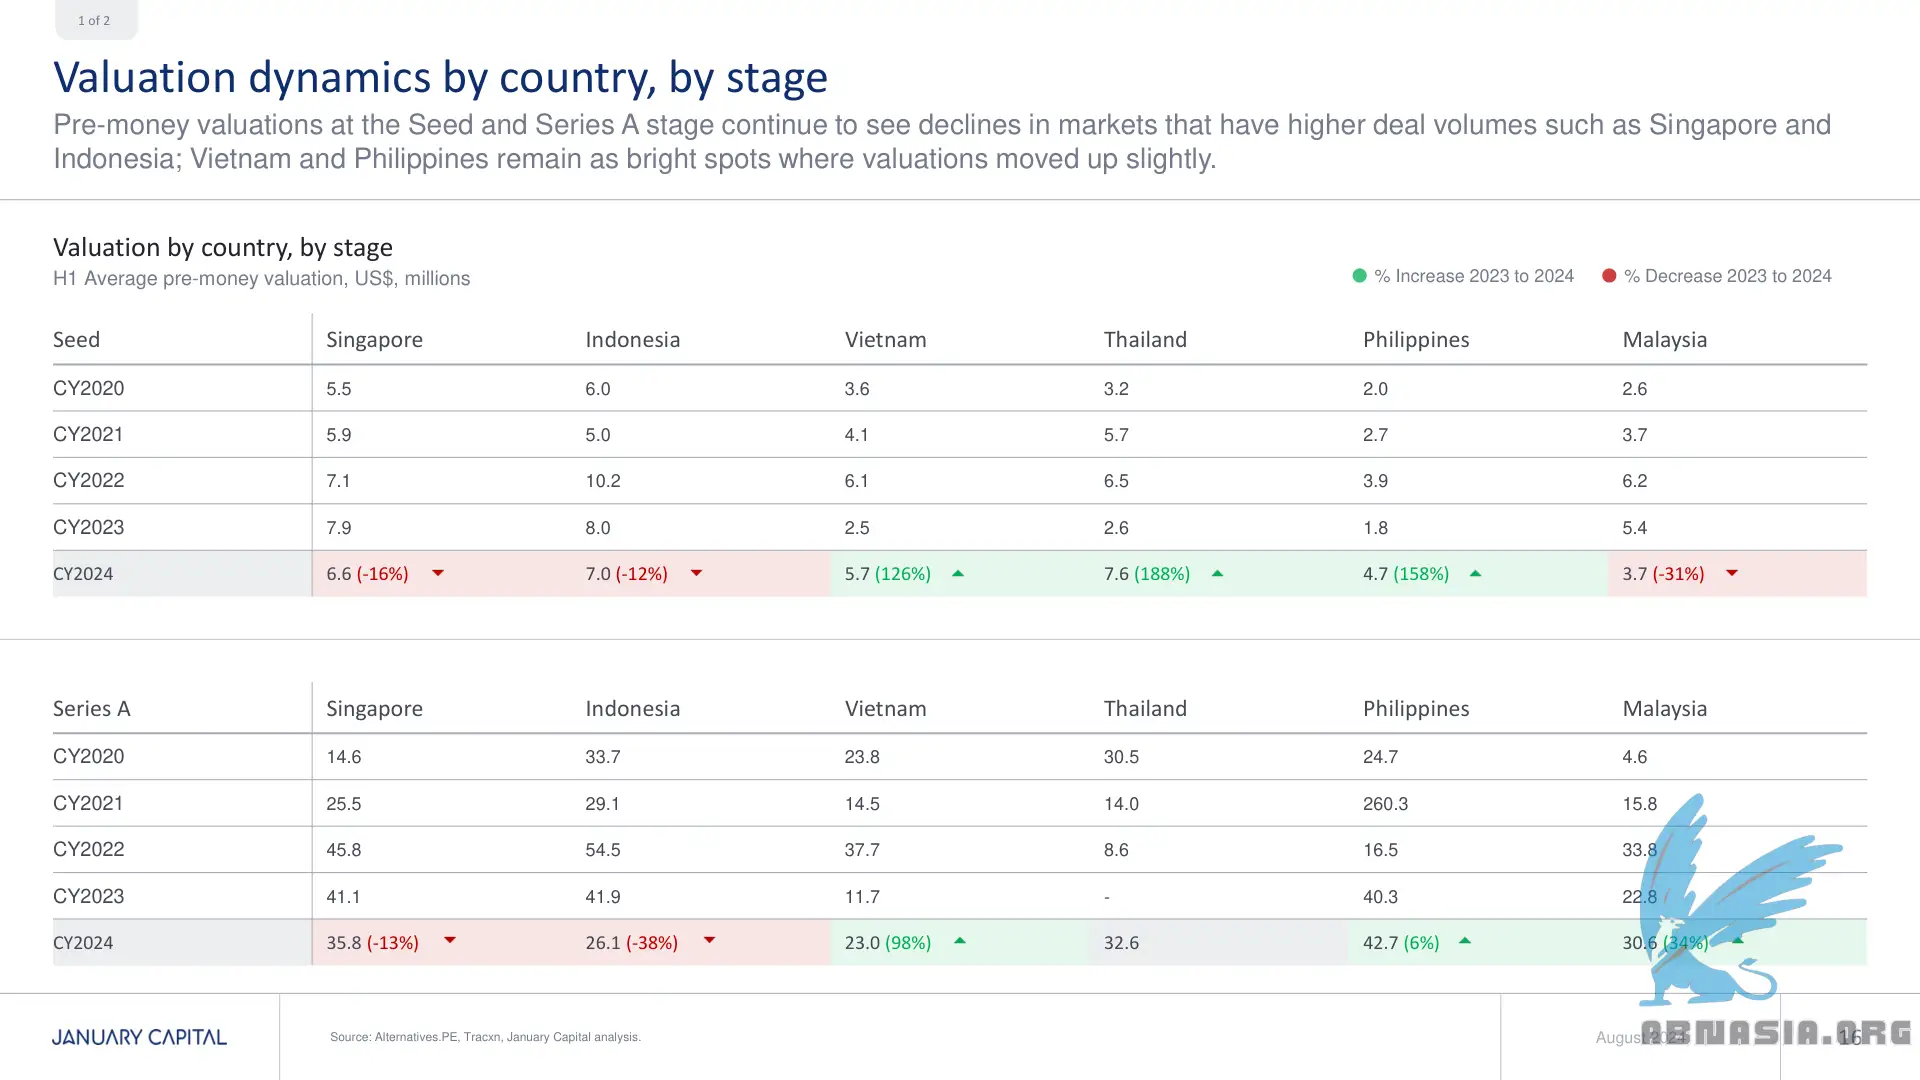 1 of 2
Valuation dynamics by country, by stage
Pre-money valuations at the Seed and Series A stage continue to see declines in markets that have higher deal volumes such as Singapore and
Indonesia; Vietnam and Philippines remain as bright spots where valuations moved up slightly.
Valuation by country, by stage
H1 Average pre-money valuation, US$, millions
% Increase 2023 to 2024 % Decrease 2023 to 2024
Seed Singapore Indonesia Vietnam Thailand Philippines Malaysia
CY2020 5.5 6.0 3.6 3.2 2.0 2.6
CY2021 5.9 5.0 4.1 5.7 2.7 3.7
CY2022 7.1 10.2 6.1 6.5 3.9 6.2
CY2023 7.9 8.0 2.5 2.6 1.8 5.4
CY2024 6.6 (-16%) 7.0 (-12%) 5.7 (126%) 7.6 (188%) 4.7 (158%) 3.7 (-31%)
Series A Singapore Indonesia Vietnam Thailand Philippines Malaysia
CY2020 14.6 33.7 23.8 30.5 24.7 4.6
CY2021 25.5 29.1 14.5 14.0 260.3 15.8
CY2022 45.8 54.5 37.7 8.6 16.5 33.8
CY2023 41.1 41.9 11.7 - 40.3 22.8
CY2024 35.8 (-13%) 26.1 (-38%) 23.0 (98%) 32.6 42.7 (6%) 30.6 (34%)
JANUARY CAPITAL
Source: Alternatives.PE, Tracxn, January Capital analysis.
August 2024
16
ABMASIA.ORG